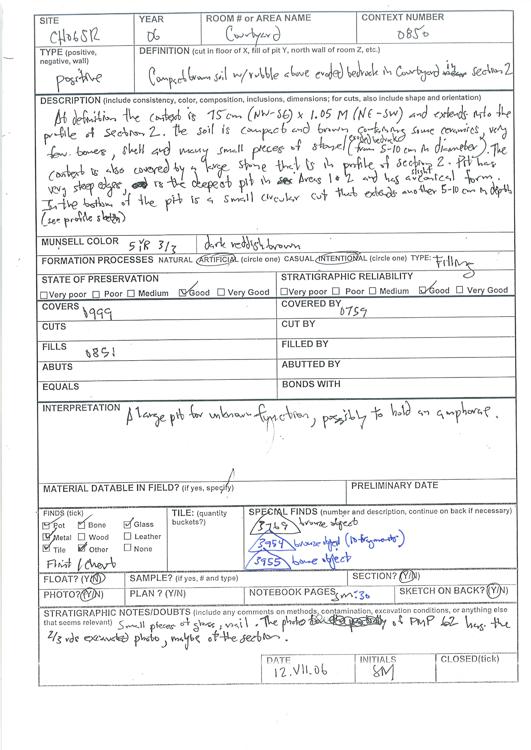 SITE YEAR ROOM # or AREA NAME CONTEXT NUMBER
CH06SR 06 Courtyard 0850
TYPE (positive, negative, wall) DEFINITION (cut in floor of X, fill of pit Y, north wall of room Z, etc.)
positive Compact brown soil w/rubble above eroded bedrock in Courtyard in section 2
DESCRIPTION (include consistency, color, composition, inclusions, dimensions; for cuts, also include shape and orientation)
At definition the context is 75 cm (NW-SE) x 1.05 M (NE-SW) and extends into the
profile of section 2. The soil is compact and brown containing some ceramics, very
few bones, shell and many small pieces of stone (eroded bedrock) (from 5-10 cm in diameter). The
context is also covered by a large stone that is in profile of section 2. Pit has
very steep edges, is the deepest pit in Areas 1 & 2 and has a slight conical form.
In the bottom of the pit is a small circular cut that extends another 5-10 cm in depth
(see profile sketch)
MUNSELL COLOR 5 YR 3/3 dark reddish brown
FORMATION PROCESSES NATURAL ARTIFICIAL (circle one) CASUAL INTENTIONAL (circle one) TYPE: Filling
STATE OF PRESERVATION STRATIGRAPHIC RELIABILITY
Very poor Poor Medium Good Very Good Very poor Poor Medium Good Very Good
COVERS 0999 COVERED BY 0759
CUTS CUT BY
FILLS 0851 FILLED BY
ABUTS ABUTTED BY
EQUALS BONDS WITH
INTERPRETATION A large pit for unknown function, possibly to hold an amphorae.
MATERIAL DATABLE IN FIELD? (if yes, specify) PRELIMINARY DATE
FINDS (tick) TILE: (quantity buckets?) SPECIAL FINDS (number and description, continue on back if necessary)
Pot Bone Glass 3769 bronze object
Metal Wood Leather 3954 bronze object (10 fragments)
Tile Other None 3955 bone object
Flint / Chert
FLOAT? (Y/N) SAMPLE? (if yes, # and type) SECTION? (Y/N)
PHOTO? (Y/N) PLAN ? (Y/N) NOTEBOOK PAGES SM:30 SKETCH ON BACK? (Y/N)
STRATIGRAPHIC NOTES/DOUBTS (include any comments on methods, contamination, excavation conditions, or anything else
that seems relevant) Small pieces of glass, nail. The photo of PMP 62 has the
2/3 rds excavated photo, maybe of the section.
DATE INITIALS CLOSED(tick)
12.VII.06 SM